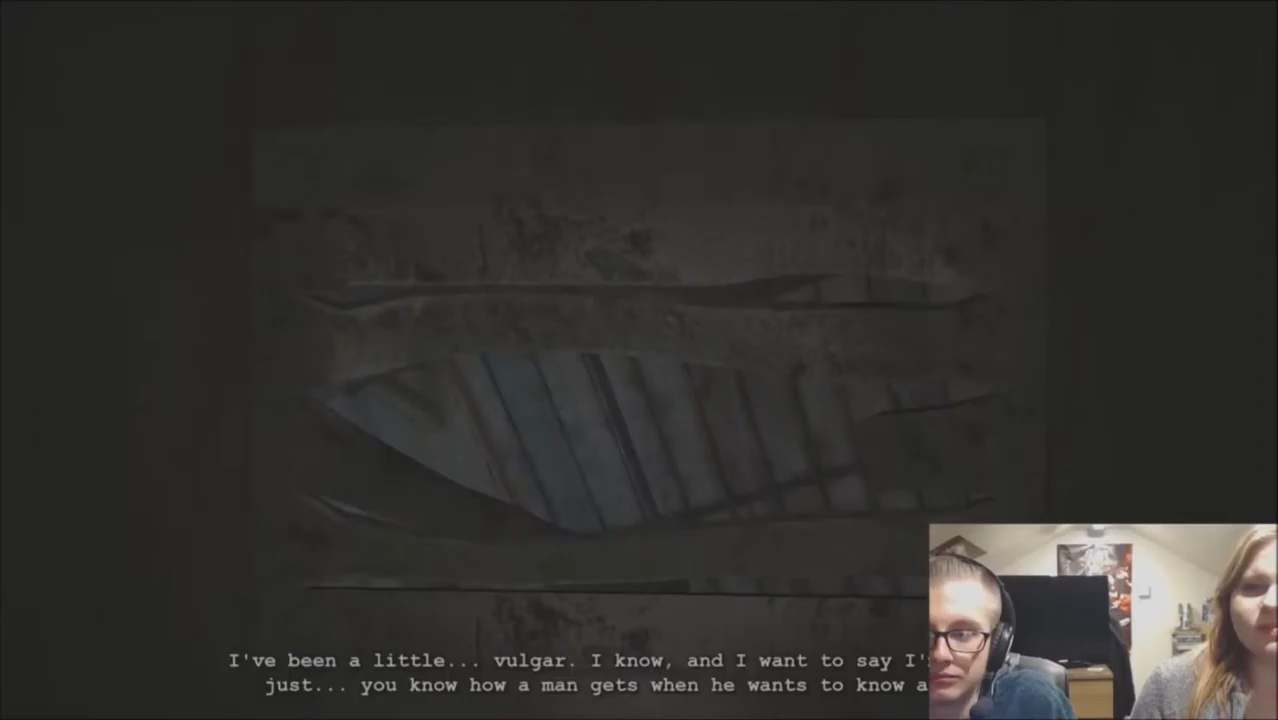 I've been a little... vulgar. I know, and I want to say I'
just... you know how a man gets when he wants to know a